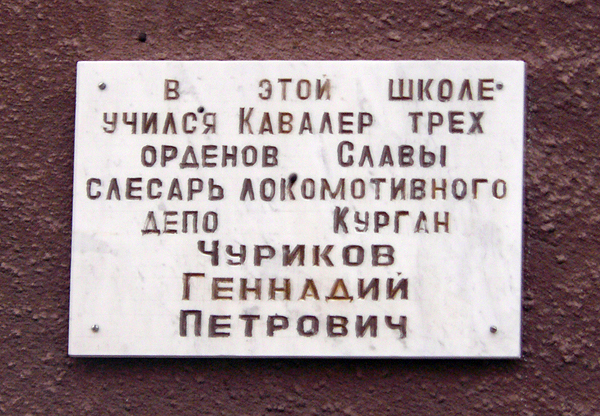 В ЭТОЙ ШКОЛЕ
УЧИЛСЯ КАВАЛЕР ТРЕХ
ОРДЕНОВ СЛАВЫ
СЛЕСАРЬ ЛОКОМОТИВНОГО
ДЕПО КУРГАН
ЧУРИКОВ
ГЕННАДИЙ
ПЕТРОВИЧ